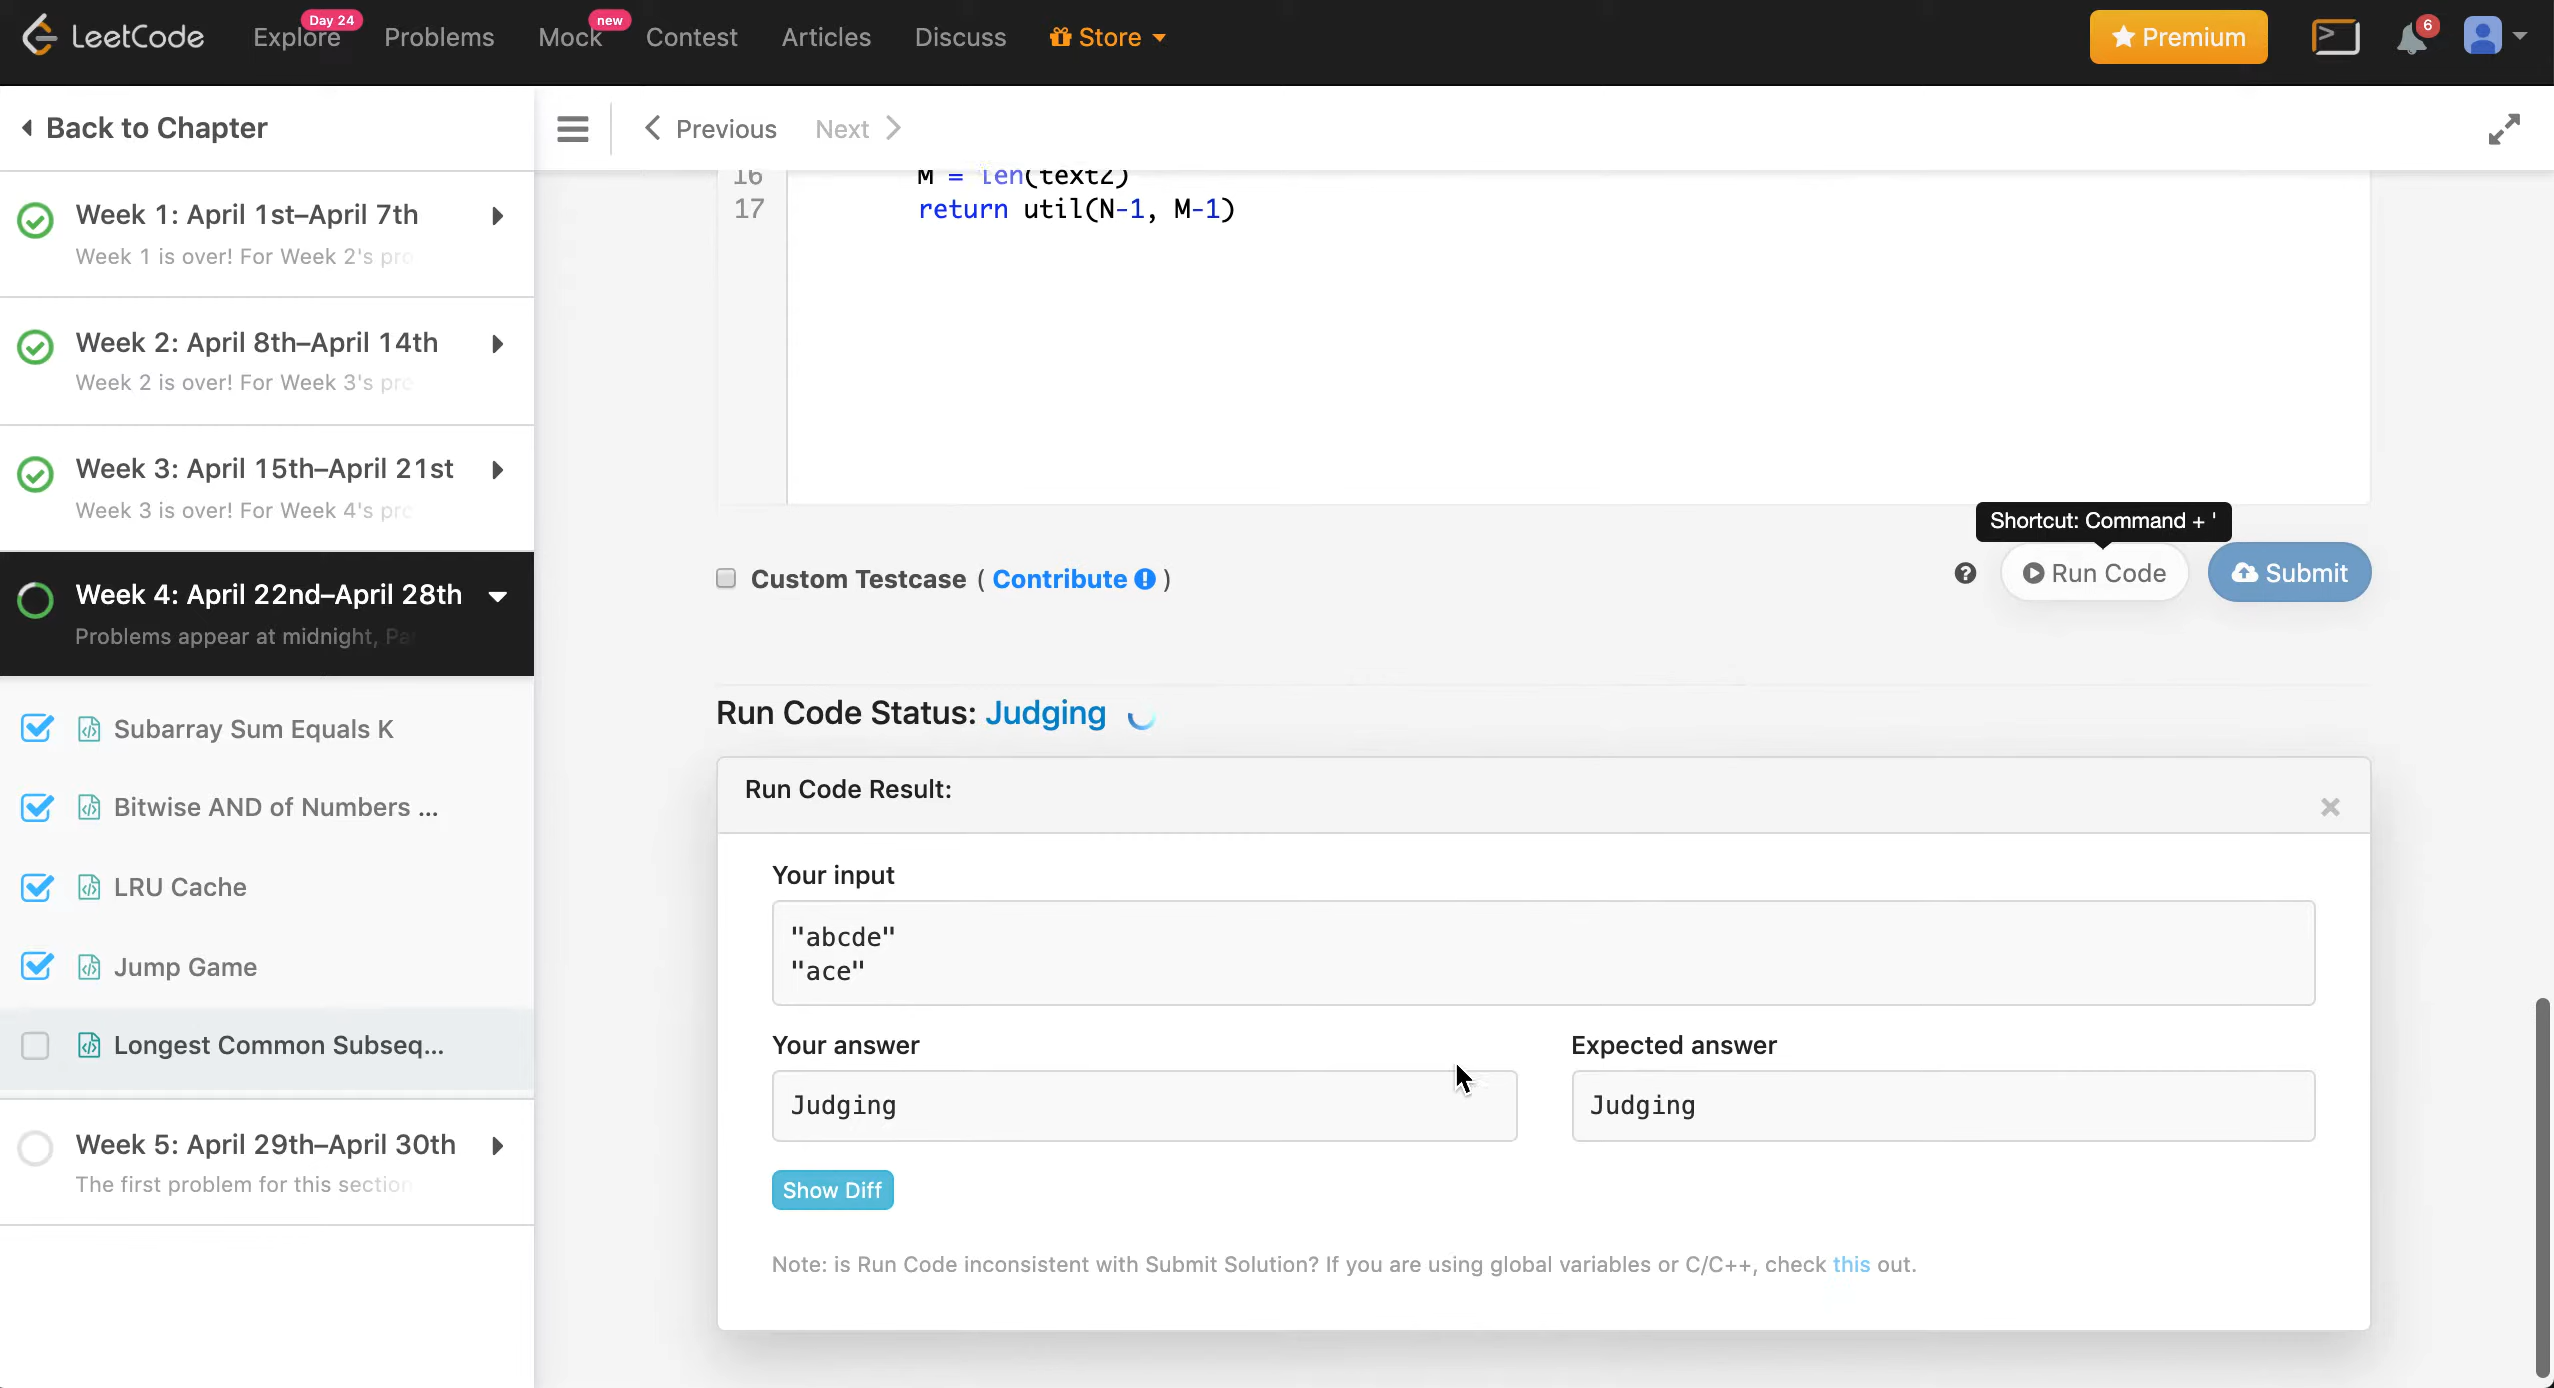 LeetCode
Explore
Day 24
Problems
Mock
new
Contest
Articles
Discuss
Store
Premium
6
Back to Chapter
Previous
Next
Week 1: April 1st–April 7th
Week 1 is over! For Week 2's pro
Week 2: April 8th–April 14th
Week 2 is over! For Week 3's pro
Week 3: April 15th–April 21st
Week 3 is over! For Week 4's pro
Week 4: April 22nd–April 28th
Problems appear at midnight, Pa
Subarray Sum Equals K
Bitwise AND of Numbers ...
LRU Cache
Jump Game
Longest Common Subseq...
Week 5: April 29th–April 30th
The first problem for this section
16 M = len(text2)
17 return util(N-1, M-1)
Shortcut: Command + '
Custom Testcase ( Contribute )
Run Code
Submit
Run Code Status: Judging
Run Code Result:
Your input
"abcde"
"ace"
Your answer
Judging
Expected answer
Judging
Show Diff
Note: is Run Code inconsistent with Submit Solution? If you are using global variables or C/C++, check this out.